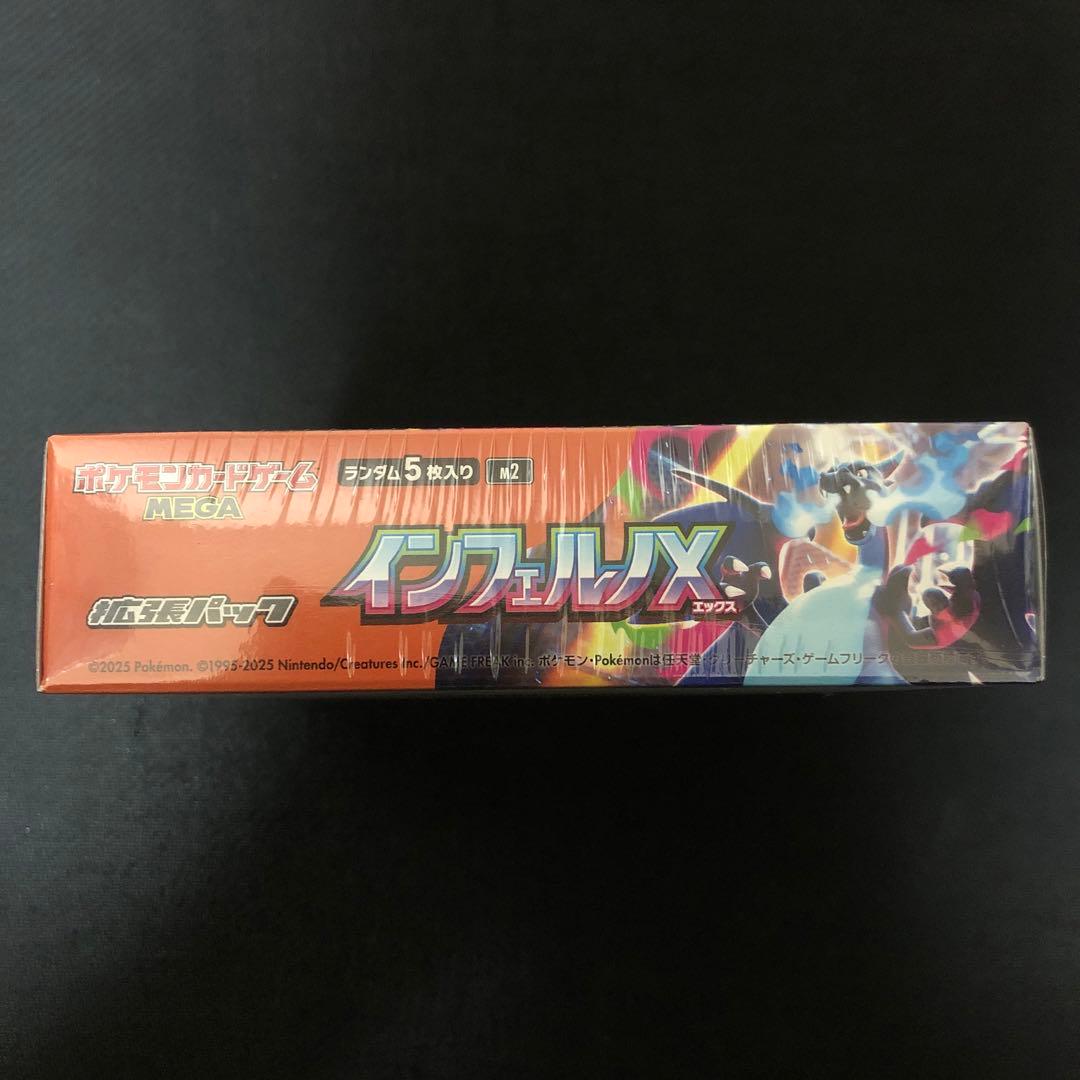 ポケモンカードゲーム
MEGA
ランダム5枚入り
M2
インフェルノX
エックス
拡張パック
©2025 Pokémon. ©1995-2025 Nintendo/Creatures Inc./GAME FREAK inc. ポケモン・Pokémonは任天堂・クリーチャーズ・ゲームフリークの